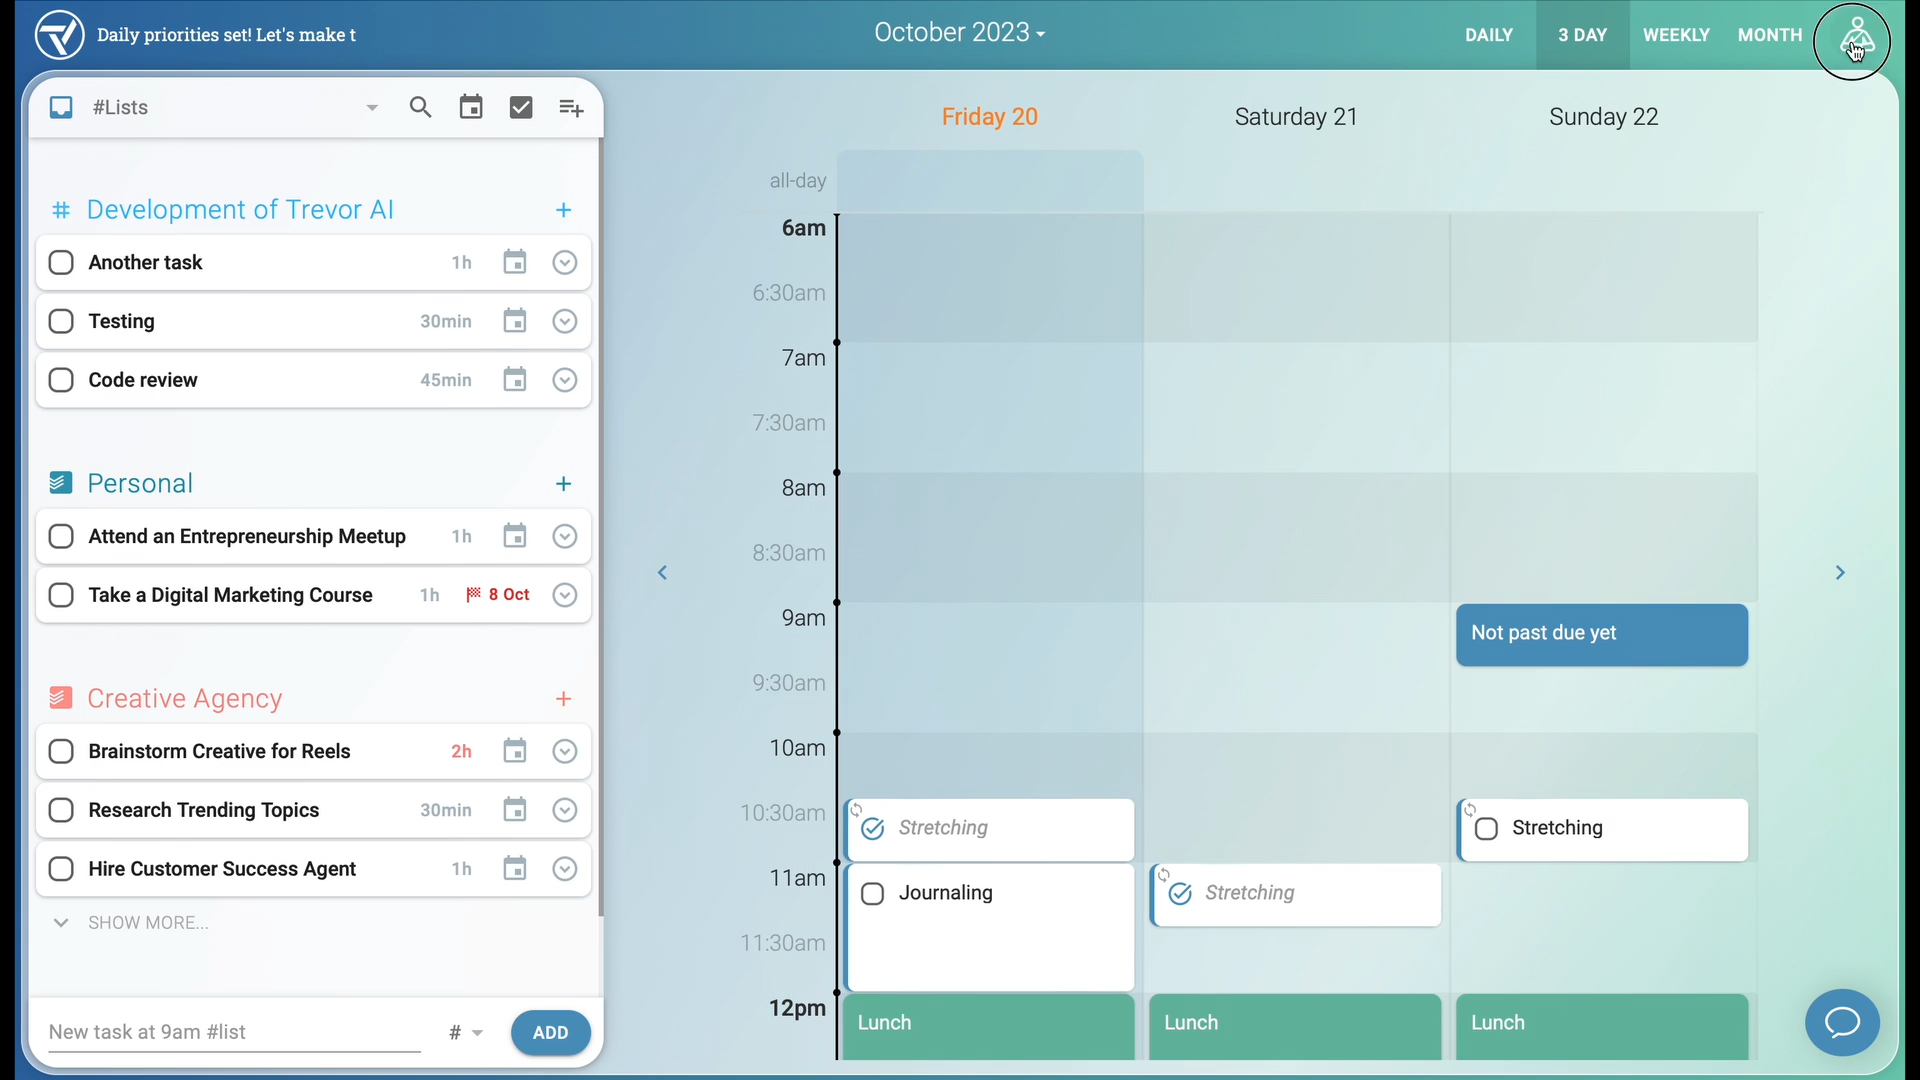 Daily priorities set! Let's make t
October 2023
DAILY
3 DAY
WEEKLY
MONTH
#Lists
Development of Trevor AI
Another task 1h
Testing 30min
Code review 45min
Personal
Attend an Entrepreneurship Meetup 1h
Take a Digital Marketing Course 1h 8 Oct
Creative Agency
Brainstorm Creative for Reels 2h
Research Trending Topics 30min
Hire Customer Success Agent 1h
SHOW MORE...
New task at 9am #list
#
ADD
Friday 20
Saturday 21
Sunday 22
all-day
6am
6:30am
7am
7:30am
8am
8:30am
9am
Not past due yet
9:30am
10am
10:30am
Stretching
Stretching
11am
Journaling
Stretching
11:30am
12pm
Lunch
Lunch
Lunch